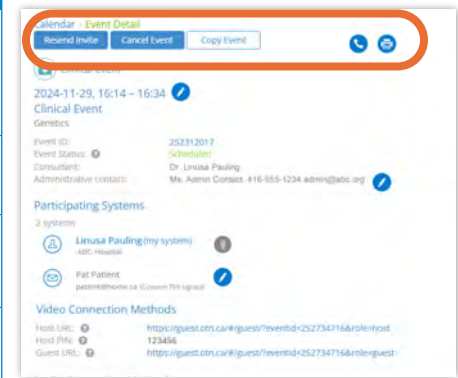 Calendar › Event Detail
Resend Invite Cancel Event Copy Event
Clinical Event
2024-11-29, 16:14 – 16:34
Clinical Event
Genetics
Event ID: 252312017
Event Status: Scheduled
Consultant: Dr. Linusa Pauling
Administrative contact: Ms. Admin Contact, 416-555-1234 admin@abc.org
Participating Systems
2 systems
Linusa Pauling (my system)
ABC Hospital
Pat Patient
patient@home.ca
Video Connection Methods
Host URL: https://guest.otn.ca/#/guest/?eventid=252734716&role=host
Host PIN: 123456
Guest URL: https://guest.otn.ca/#/guest/?eventid=252734716&role=guest